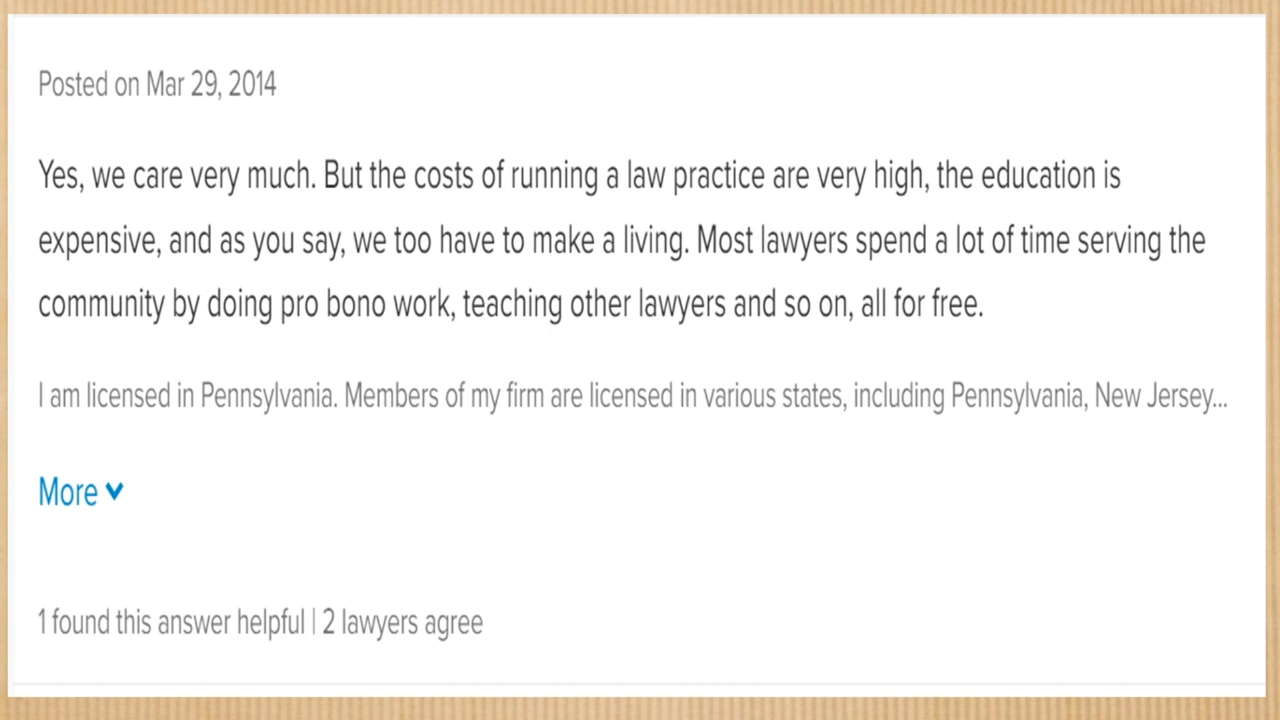 Posted on Mar 29, 2014
Yes, we care very much. But the costs of running a law practice are very high, the education is
expensive, and as you say, we too have to make a living. Most lawyers spend a lot of time serving the
community by doing pro bono work, teaching other lawyers and so on, all for free.
I am licensed in Pennsylvania. Members of my firm are licensed in various states, including Pennsylvania, New Jersey...
More
1 found this answer helpful | 2 lawyers agree